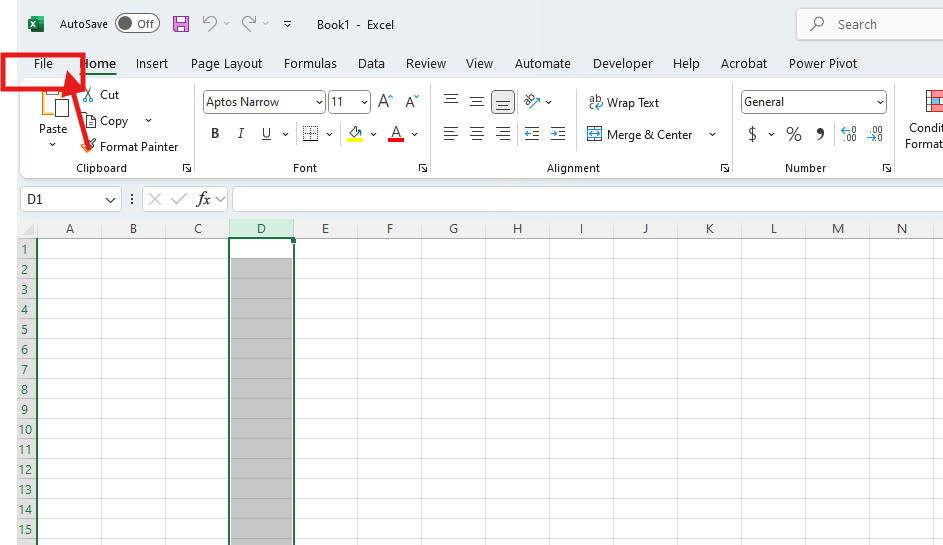 AutoSave Off Book1 - Excel Search
File Home Insert Page Layout Formulas Data Review View Automate Developer Help Acrobat Power Pivot
Paste
Cut
Copy
Format Painter
Clipboard
Aptos Narrow 11 A A
B I U A
Font
ab Wrap Text
Merge & Center
Alignment
General
$ % , .00 .00
Number
Condit
Format
D1 fx
A B C D E F G H I J K L M N
1
2
3
4
5
6
7
8
9
10
11
12
13
14
15